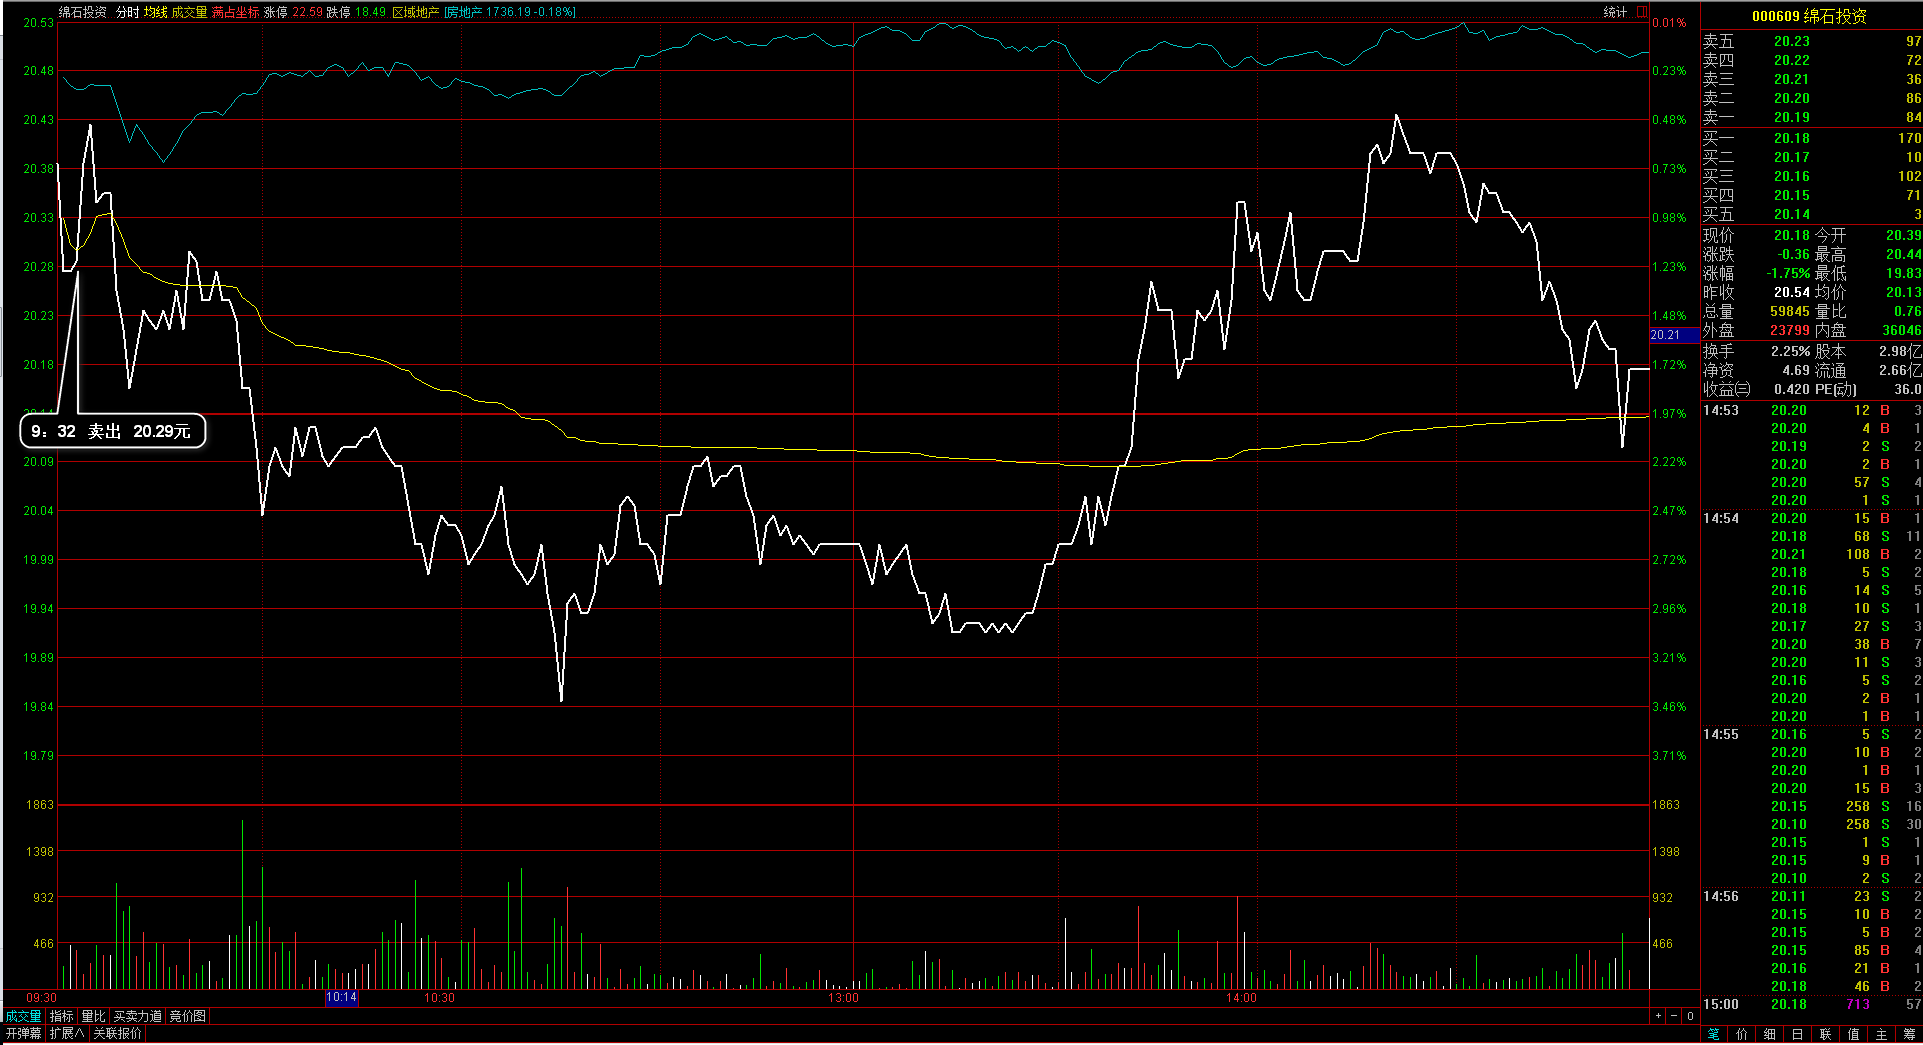 绵石投资 分时 均线 成交量 满占坐标 涨停 22.59 跌停 18.49 区域地产 [房地产 1736.19 -0.18%] 统计
000609 绵石投资
20.53 0.01%
20.48 0.23%
20.43 0.48%
20.38 0.73%
20.33 0.98%
20.28 1.23%
20.23 1.48%
20.21
20.18 1.72%
20.14 1.97%
9：32 卖出 20.29元
20.09 2.22%
20.04 2.47%
19.99 2.72%
19.94 2.96%
19.89 3.21%
19.84 3.46%
19.79 3.71%
1863 1863
1398 1398
932 932
466 466
09:30 10:14 10:30 13:00 14:00
成交量 指标 量比 买卖力道 竞价图 + - 0
开弹幕 扩展∧ 关联报价
卖五 20.23 97
卖四 20.22 72
卖三 20.21 36
卖二 20.20 86
卖一 20.19 84
买一 20.18 170
买二 20.17 10
买三 20.16 102
买四 20.15 71
买五 20.14 3
现价 20.18 今开 20.39
涨跌 -0.36 最高 20.44
涨幅 -1.75% 最低 19.83
昨收 20.54 均价 20.13
总量 59845 量比 0.76
外盘 23799 内盘 36046
换手 2.25% 股本 2.98亿
净资 4.69 流通 2.66亿
收益㈢ 0.420 PE(动) 36.0
14:53 20.20 12 B 3
20.20 4 B 1
20.19 2 S 2
20.20 2 B 1
20.20 57 S 4
20.20 1 S 1
14:54 20.20 15 B 1
20.18 68 S 11
20.21 108 B 2
20.18 5 S 2
20.16 14 S 5
20.18 10 S 1
20.17 27 S 3
20.20 38 B 7
20.20 11 S 3
20.16 5 S 2
20.20 2 B 1
20.20 1 B 1
14:55 20.16 5 S 2
20.20 10 B 2
20.20 1 B 1
20.20 15 B 3
20.15 258 S 16
20.10 258 S 30
20.15 1 S 1
20.15 9 B 1
20.10 2 S 2
14:56 20.11 23 S 2
20.15 10 B 2
20.15 5 B 2
20.15 85 B 4
20.16 21 B 1
20.18 46 B 2
15:00 20.18 713 57
笔 价 细 日 联 值 主 筹